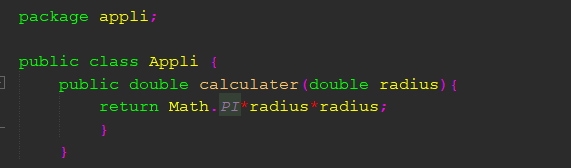 package appli;
public class Appli {
public double calculater(double radius){
return Math.PI*radius*radius;
}
}